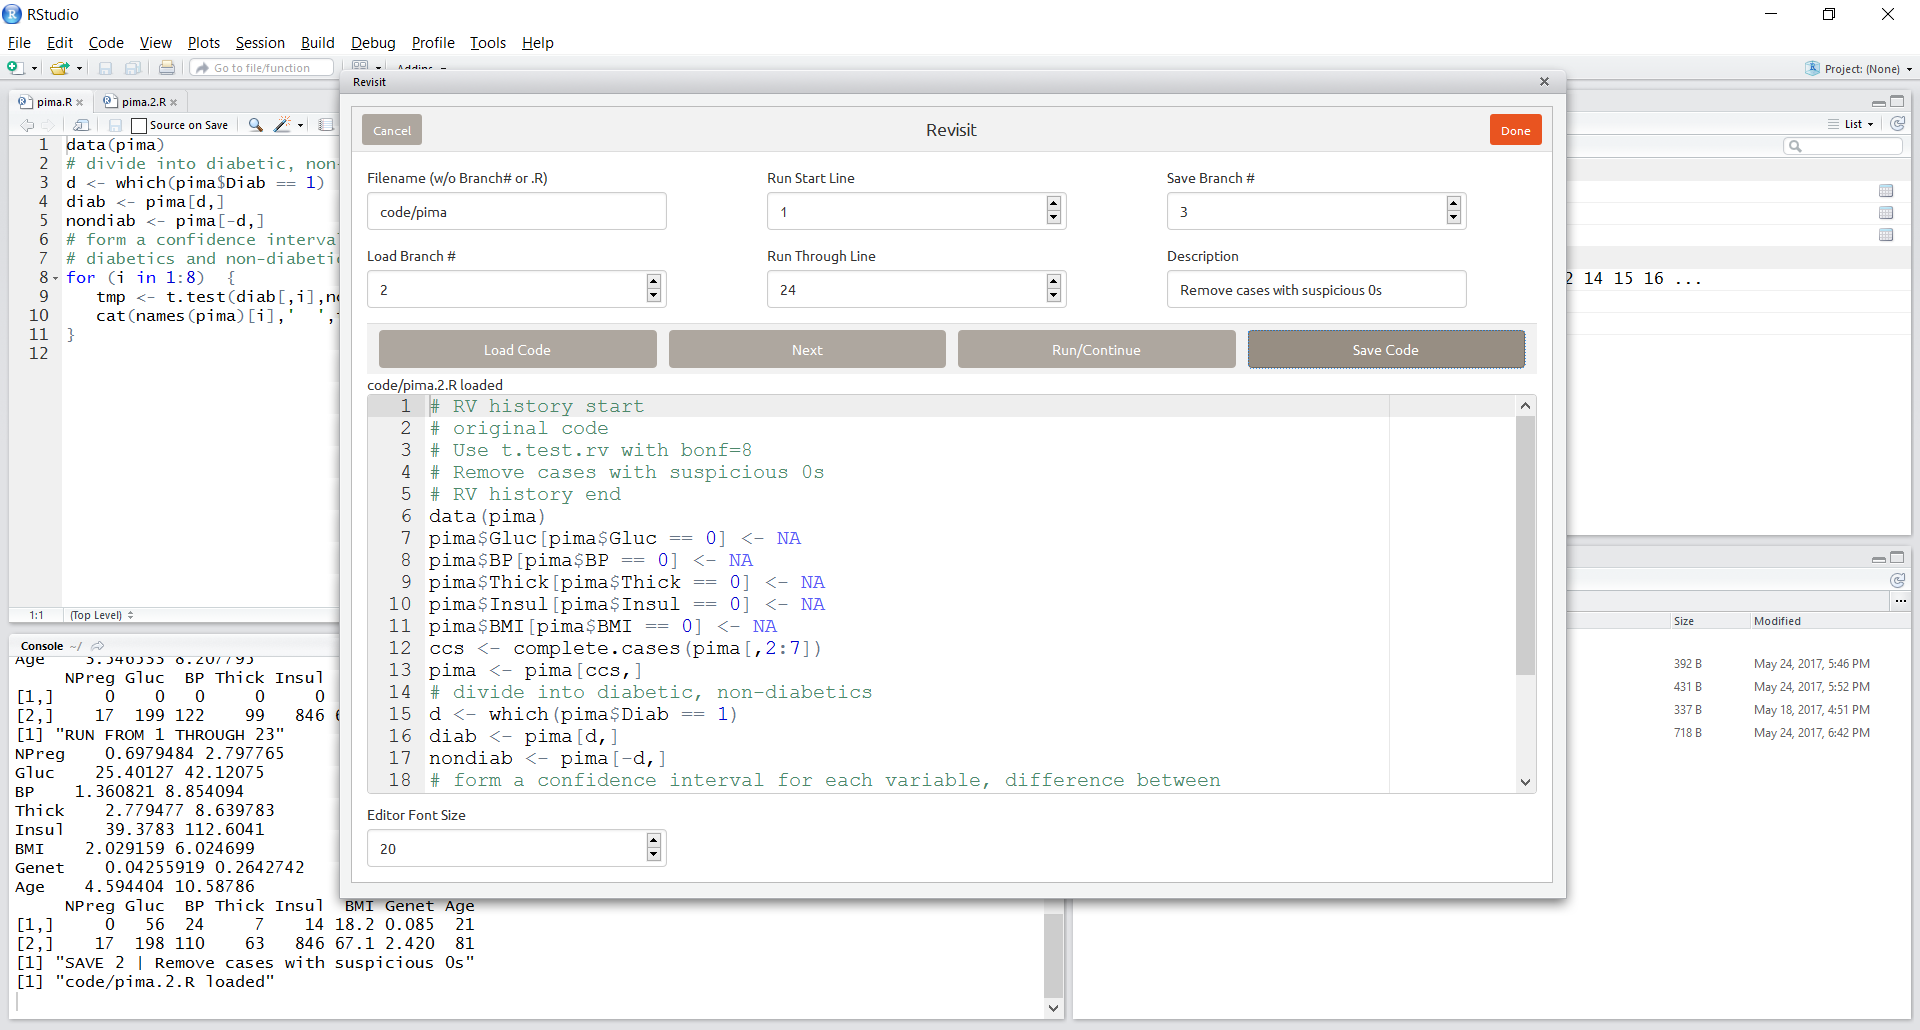 RStudio
File Edit Code View Plots Session Build Debug Profile Tools Help
Go to file/function
Project: (None)
Revisit
pima.R
pima.2.R
Source on Save
1 data(pima)
2 # divide into diabetic, non-
3 d <- which(pima$Diab == 1)
4 diab <- pima[d,]
5 nondiab <- pima[-d,]
6 # form a confidence interva
7 # diabetics and non-diabeti
8 for (i in 1:8) {
9 tmp <- t.test(diab[,i],no
10 cat(names(pima)[i],' ',
11 }
12
1:1 (Top Level)
Cancel
Revisit
Done
Filename (w/o Branch# or .R)
Run Start Line
Save Branch #
code/pima
1
3
Load Branch #
Run Through Line
Description
2
24
Remove cases with suspicious 0s
Load Code
Next
Run/Continue
Save Code
code/pima.2.R loaded
1 # RV history start
2 # original code
3 # Use t.test.rv with bonf=8
4 # Remove cases with suspicious 0s
5 # RV history end
6 data(pima)
7 pima$Gluc[pima$Gluc == 0] <- NA
8 pima$BP[pima$BP == 0] <- NA
9 pima$Thick[pima$Thick == 0] <- NA
10 pima$Insul[pima$Insul == 0] <- NA
11 pima$BMI[pima$BMI == 0] <- NA
12 ccs <- complete.cases(pima[,2:7])
13 pima <- pima[ccs,]
14 # divide into diabetic, non-diabetics
15 d <- which(pima$Diab == 1)
16 diab <- pima[d,]
17 nondiab <- pima[-d,]
18 # form a confidence interval for each variable, difference between
Editor Font Size
20
List
2 14 15 16 ...
Size Modified
392 B May 24, 2017, 5:46 PM
431 B May 24, 2017, 5:52 PM
337 B May 18, 2017, 4:51 PM
718 B May 24, 2017, 6:42 PM
Console ~/
Age 3.546535 8.207795
NPreg Gluc BP Thick Insul
[1,] 0 0 0 0 0
[2,] 17 199 122 99 846
[1] "RUN FROM 1 THROUGH 23"
NPreg 0.6979484 2.797765
Gluc 25.40127 42.12075
BP 1.360821 8.854094
Thick 2.779477 8.639783
Insul 39.3783 112.6041
BMI 2.029159 6.024699
Genet 0.04255919 0.2642742
Age 4.594404 10.58786
NPreg Gluc BP Thick Insul BMI Genet Age
[1,] 0 56 24 7 14 18.2 0.085 21
[2,] 17 198 110 63 846 67.1 2.420 81
[1] "SAVE 2 | Remove cases with suspicious 0s"
[1] "code/pima.2.R loaded"